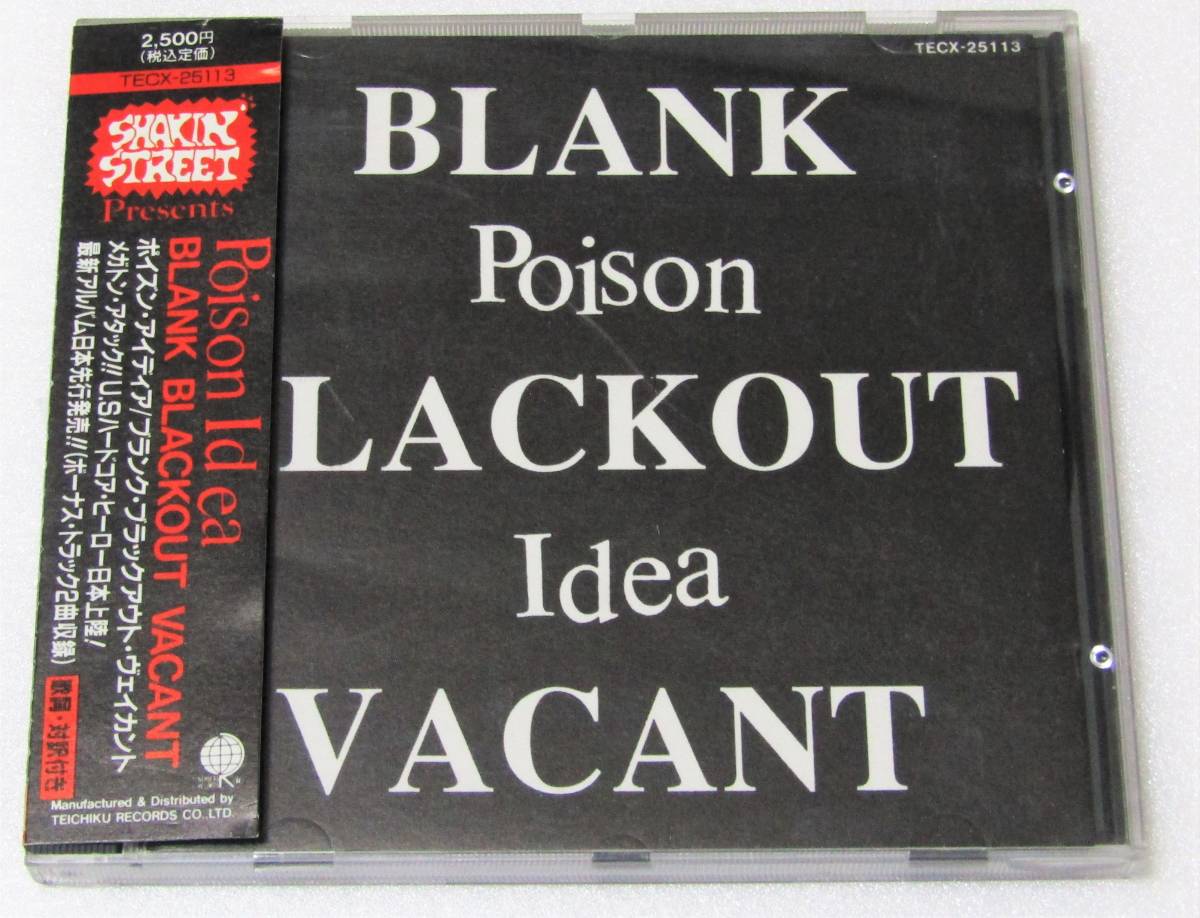 2,500円
(税込定価)
TECX-25113
SHAKIN'
STREET
Presents
Poison Idea
BLANK BLACKOUT VACANT
ポイズン・アイディア/ブランク・ブラックアウト・ヴェイカント
メガトン・アタック!! U.Sハードコア・ヒーロー日本上陸!
最新アルバム日本先行発売!!(ボーナス・トラック2曲収録)
歌詞・対訳付き
Manufactured & Distributed by
TEICHIKU RECORDS CO.,LTD.
TECX-25113
BLANK
Poison
LACKOUT
Idea
VACANT